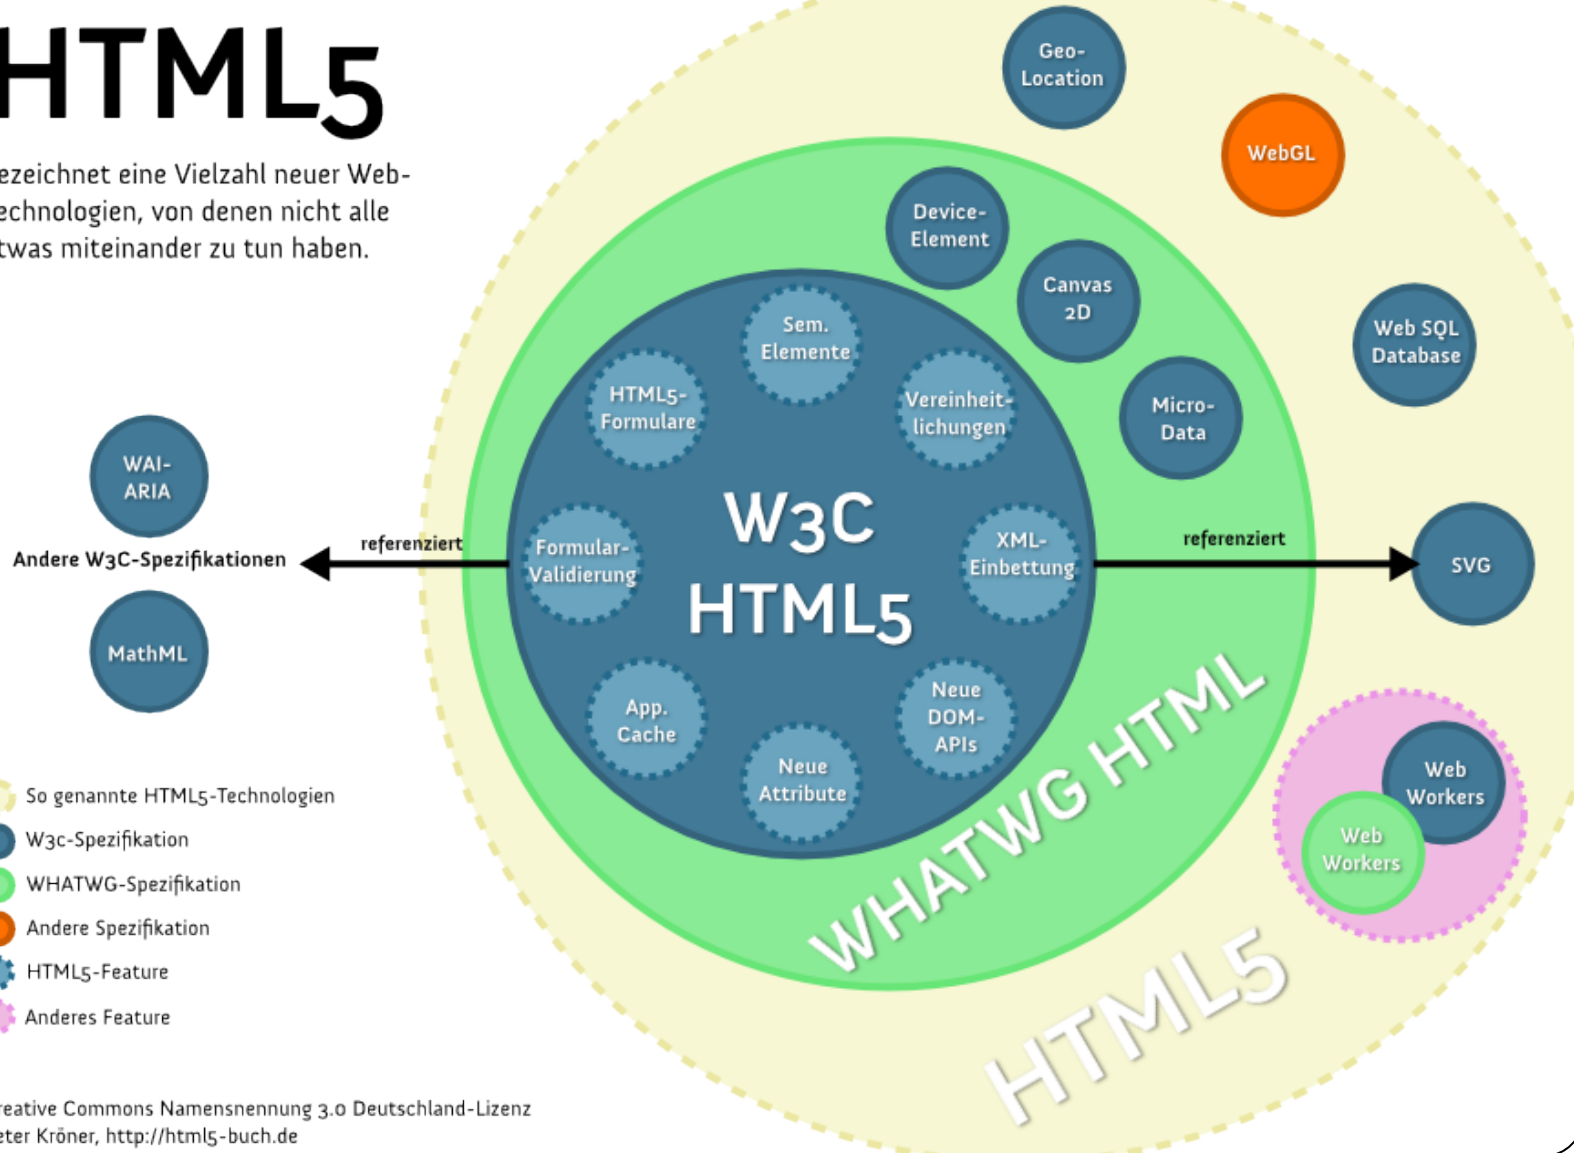 HTML5
ezeichnet eine Vielzahl neuer Web-
echnologien, von denen nicht alle
twas miteinander zu tun haben.
Geo-
Location
WebGL
Device-
Element
Canvas
2D
Web SQL
Database
Micro-
Data
Sem.
Elemente
HTML5-
Formulare
Vereinheit-
lichungen
W3C
HTML5
Formular-
Validierung
XML-
Einbettung
App.
Cache
Neue
Attribute
Neue
DOM-
APIs
WAI-
ARIA
Andere W3C-Spezifikationen
MathML
referenziert
referenziert
SVG
Web
Workers
Web
Workers
WHATWG HTML
HTML5
So genannte HTML5-Technologien
W3c-Spezifikation
WHATWG-Spezifikation
Andere Spezifikation
HTML5-Feature
Anderes Feature
reative Commons Namensnennung 3.0 Deutschland-Lizenz
eter Kröner, http://html5-buch.de